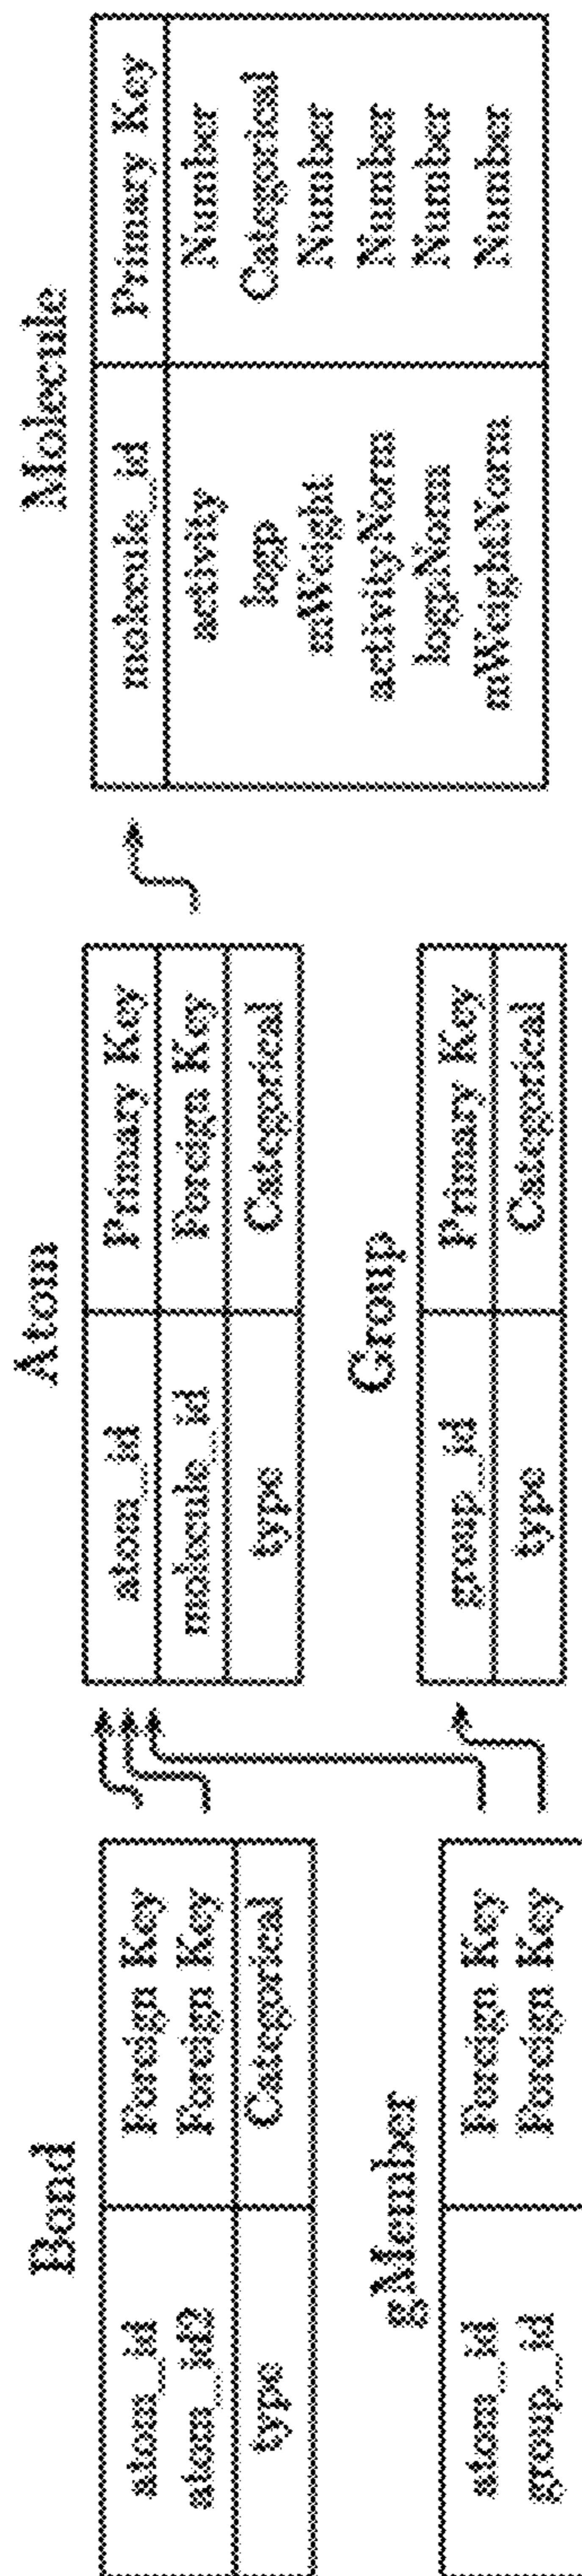 Bond
atom_id Foreign Key
atom_id2 Foreign Key
type Categorical
gMember
atom_id Foreign Key
group_id Foreign Key
Atom
atom_id Primary Key
molecule_id Foreign Key
type Categorical
Group
group_id Primary Key
type Categorical
Molecule
molecule_id Primary Key
activity Number
logp Categorical
mWeight Number
activityNorm Number
logpNorm Number
mWeighNorm Number